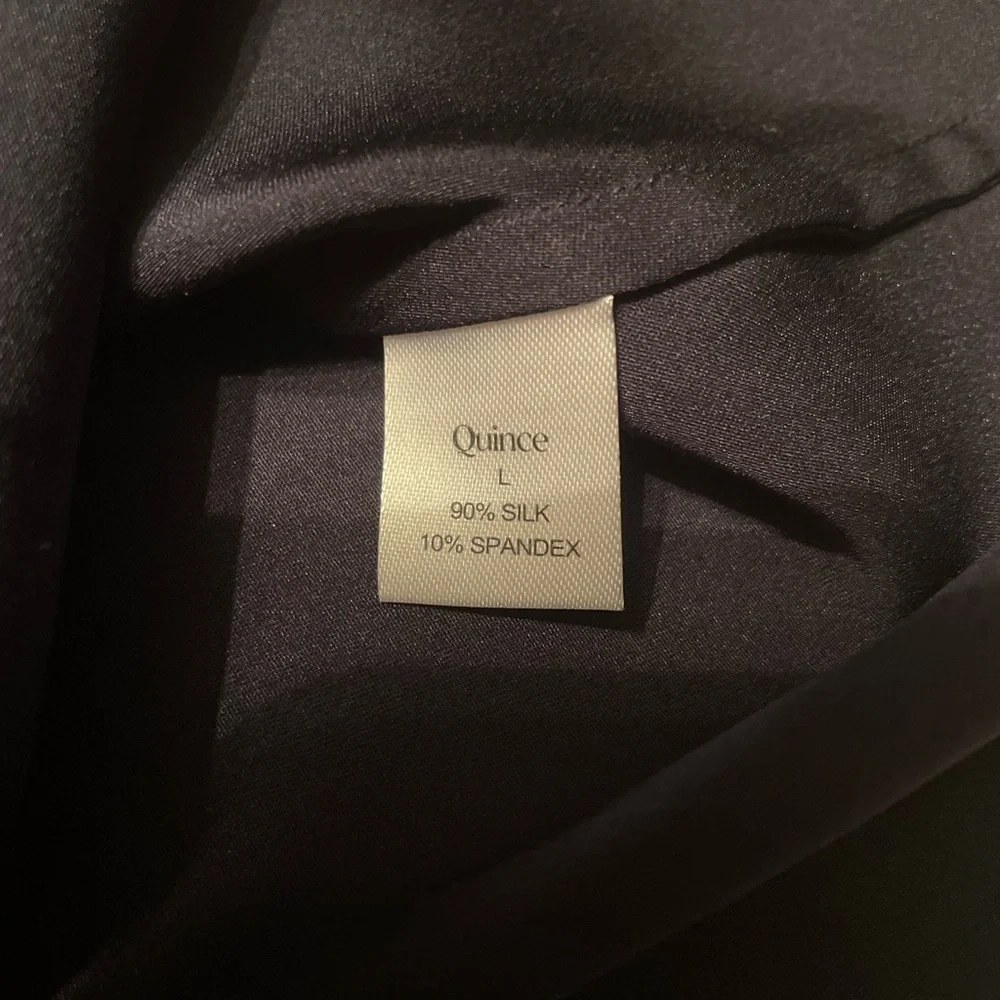 Quince
L
90% SILK
10% SPANDEX